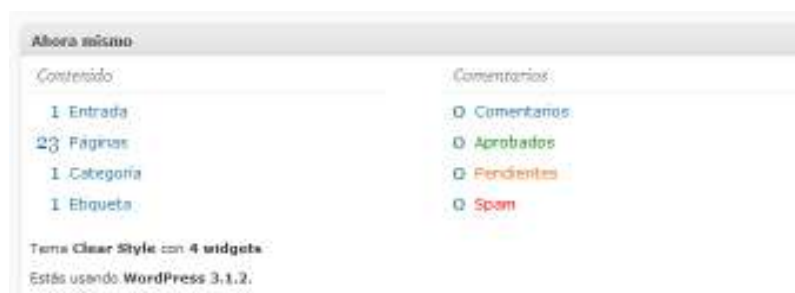 Ahora mismo
Contenido
Comentarios
1 Entrada
0 Comentarios
23 Páginas
0 Aprobados
1 Categoría
0 Pendientes
1 Etiqueta
0 Spam
Tema Clear Style con 4 widgets
Estás usando WordPress 3.1.2.